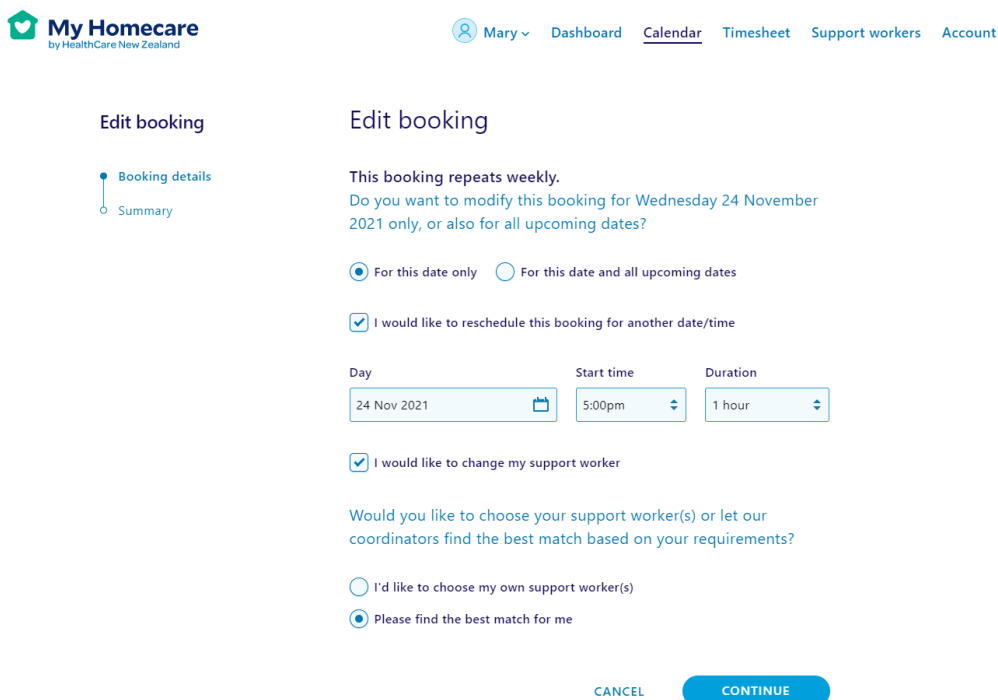 My Homecare
by HealthCare New Zealand
Mary Dashboard Calendar Timesheet Support workers Account
Edit booking
Booking details
Summary
Edit booking
This booking repeats weekly.
Do you want to modify this booking for Wednesday 24 November
2021 only, or also for all upcoming dates?
For this date only For this date and all upcoming dates
I would like to reschedule this booking for another date/time
Day Start time Duration
24 Nov 2021 5:00pm 1 hour
I would like to change my support worker
Would you like to choose your support worker(s) or let our
coordinators find the best match based on your requirements?
I'd like to choose my own support worker(s)
Please find the best match for me
CANCEL CONTINUE